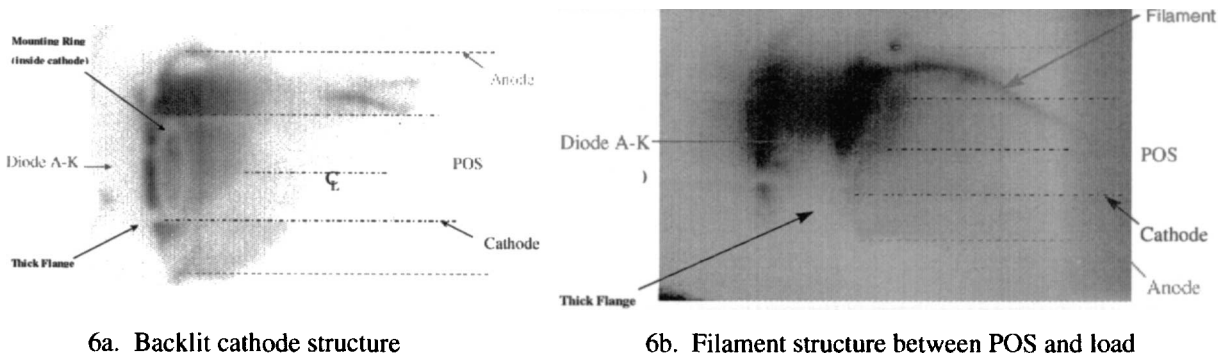 Mounting Ring
(inside cathode)
Anode
Diode A-K
POS
℄
Cathode
Thick Flange
6a. Backlit cathode structure
Filament
Diode A-K
)
POS
Cathode
Anode
Thick Flange
6b. Filament structure between POS and load